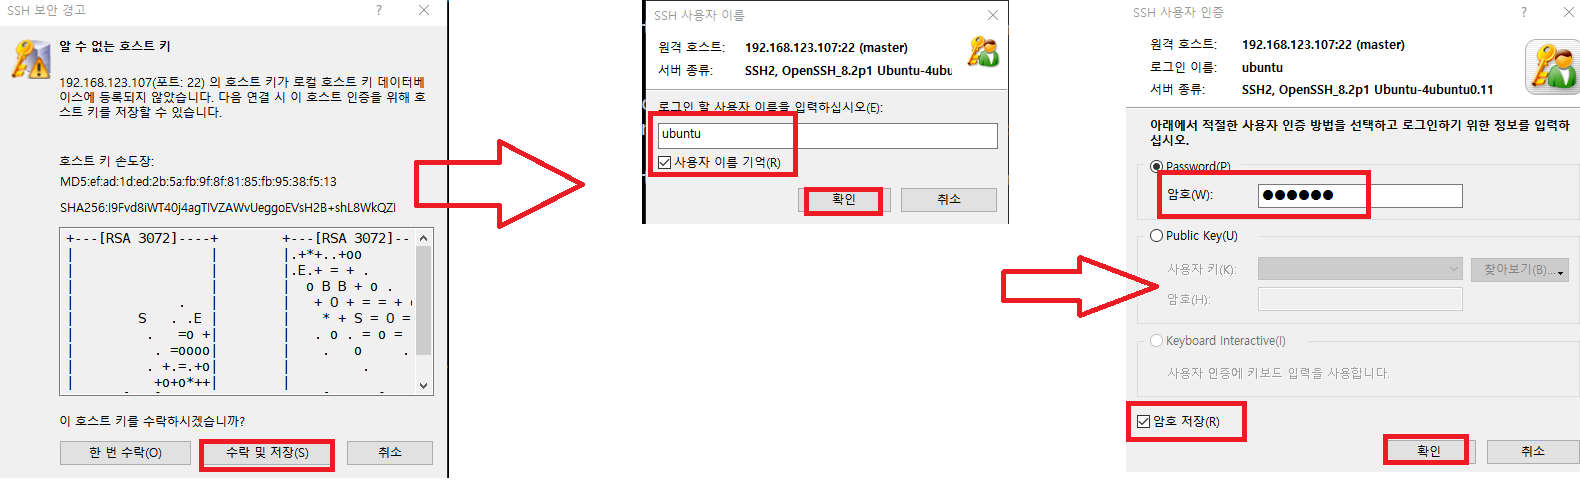 SSH 보안 경고
?
알 수 없는 호스트 키
192.168.123.107(포트: 22) 의 호스트 키가 로컬 호스트 키 데이터베
이스에 등록되지 않았습니다. 다음 연결 시 이 호스트 인증을 위해 호
스트 키를 저장할 수 있습니다.
호스트 키 손도장:
MD5:ef:ad:1d:ed:2b:5a:fb:9f:8f:81:85:fb:95:38:f5:13
+---[RSA 3072]----+ +---[RSA 3072]--
| | |.+*+..+oo
| | |.E.+ = + .
| | | o B B + o .
| . | | + O + = = +
| S . .E | | * + S = O =
| . =o +| | . o . = o =
| . =oooo| | . o .
| . +.=.+o| | .
| +o+o*++| |
이 호스트 키를 수락하시겠습니까?
한 번 수락(O)
수락 및 저장(S)
취소
SSH 사용자 이름
원격 호스트: 192.168.123.107:22 (master)
서버 종류: SSH2, OpenSSH_8.2p1 Ubuntu-4ubu
로그인 할 사용자 이름을 입력하십시오(E):
ubuntu
사용자 이름 기억(R)
확인
취소
SSH 사용자 인증
?
원격 호스트: 192.168.123.107:22 (master)
로그인 이름: ubuntu
서버 종류: SSH2, OpenSSH_8.2p1 Ubuntu-4ubuntu0.11
아래에서 적절한 사용자 인증 방법을 선택하고 로그인하기 위한 정보를 입력하
십시오.
Password(P)
암호(W): ●●●●●●
Public Key(U)
사용자 키(K):
찾아보기(B)...
암호(H):
Keyboard Interactive(I)
사용자 인증에 키보드 입력을 사용합니다.
암호 저장(R)
확인
취소